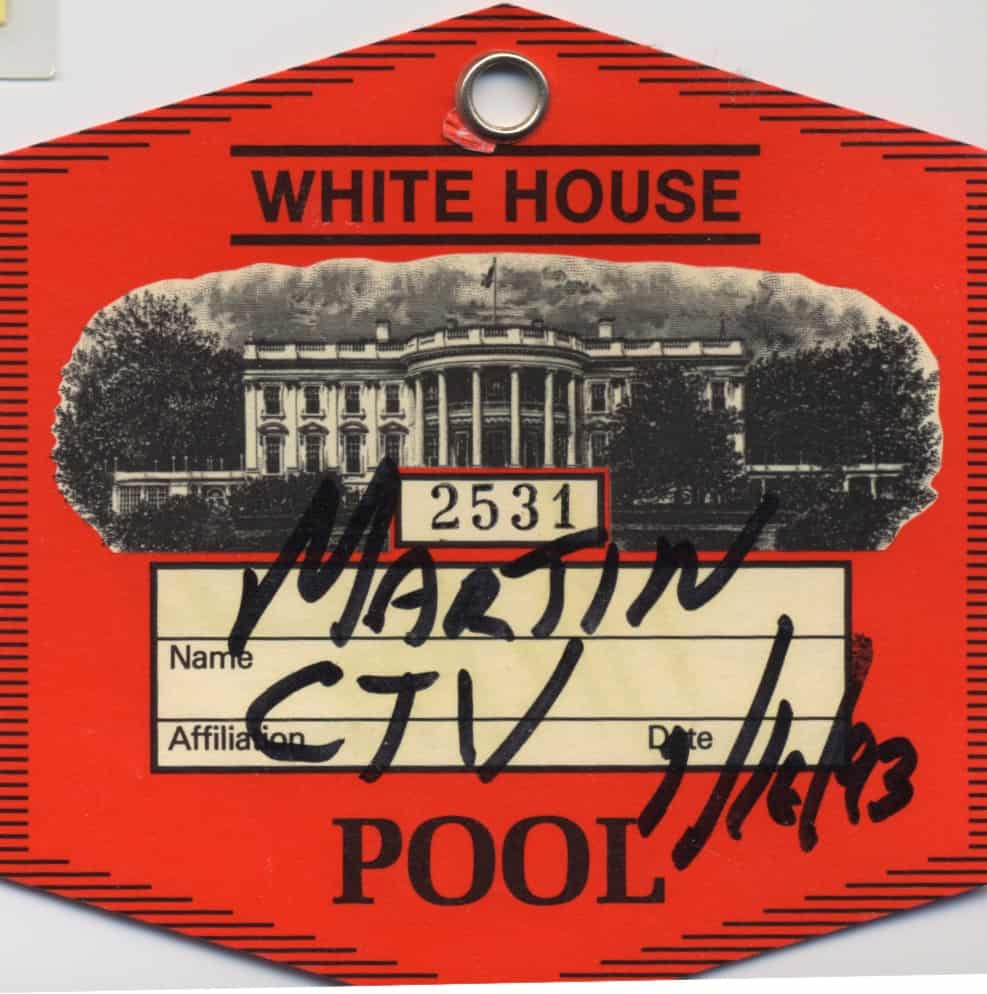 WHITE HOUSE
2531
MARTIN
Name
CTV
Affiliation Date 9/16/93
POOL